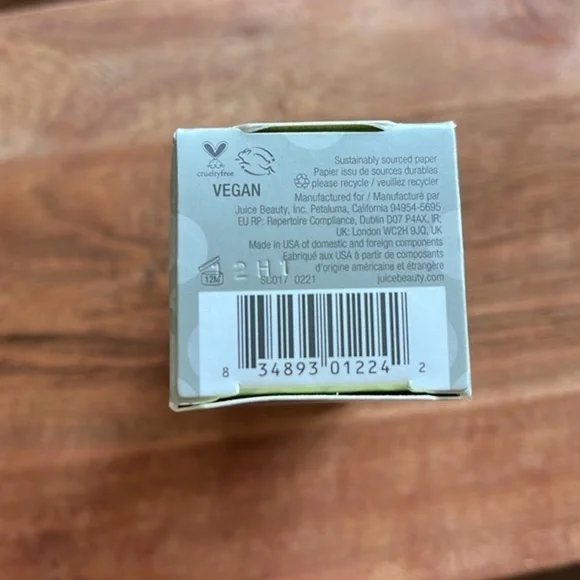 crueltyfree
VEGAN
Sustainably sourced paper
Papier issu de sources durables
please recycle / veuillez recycler
Manufactured for / Manufacturé par
Juice Beauty, Inc. Petaluma, California 94954-5695
EU RP: Repertoire Compliance, Dublin D07 P4AX, IR;
UK: London WC2H 9JQ, UK
Made in USA of domestic and foreign components
Fabriqué aux USA à partir de composants
d'origine américaine et étrangère
12M
2H1
SC017 0221
juicebeauty.com
8 34893 01224 2